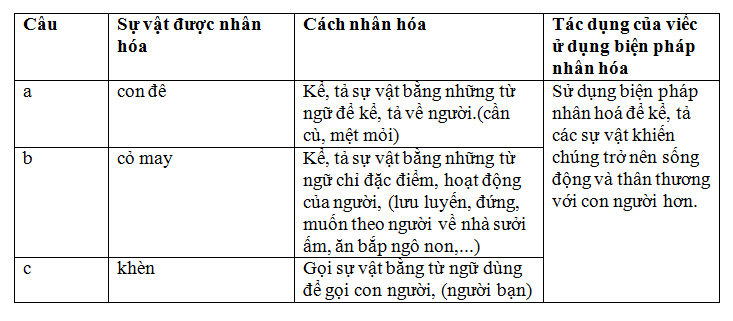 Câu
Sự vật được nhân
hóa
Cách nhân hóa
Tác dụng của viếc
ử dụng biện pháp
nhân hóa
a
con đê
Kể, tả sự vật bằng những từ
ngữ để kể, tả về người.(cần
cù, mệt mỏi)
Sử dụng biện pháp
nhân hoá để kể, tả
các sự vật khiến
chúng trở nên sống
động và thân thương
với con người hơn.
b
cỏ may
Kể, tả sự vật bằng những từ
ngữ chỉ đặc điểm, hoạt động
của người, (lưu luyến, đứng,
muốn theo người về nhà sưởi
ấm, ăn bắp ngô non,...)
c
khèn
Gọi sự vật bằng từ ngữ dùng
để gọi con người, (người bạn)